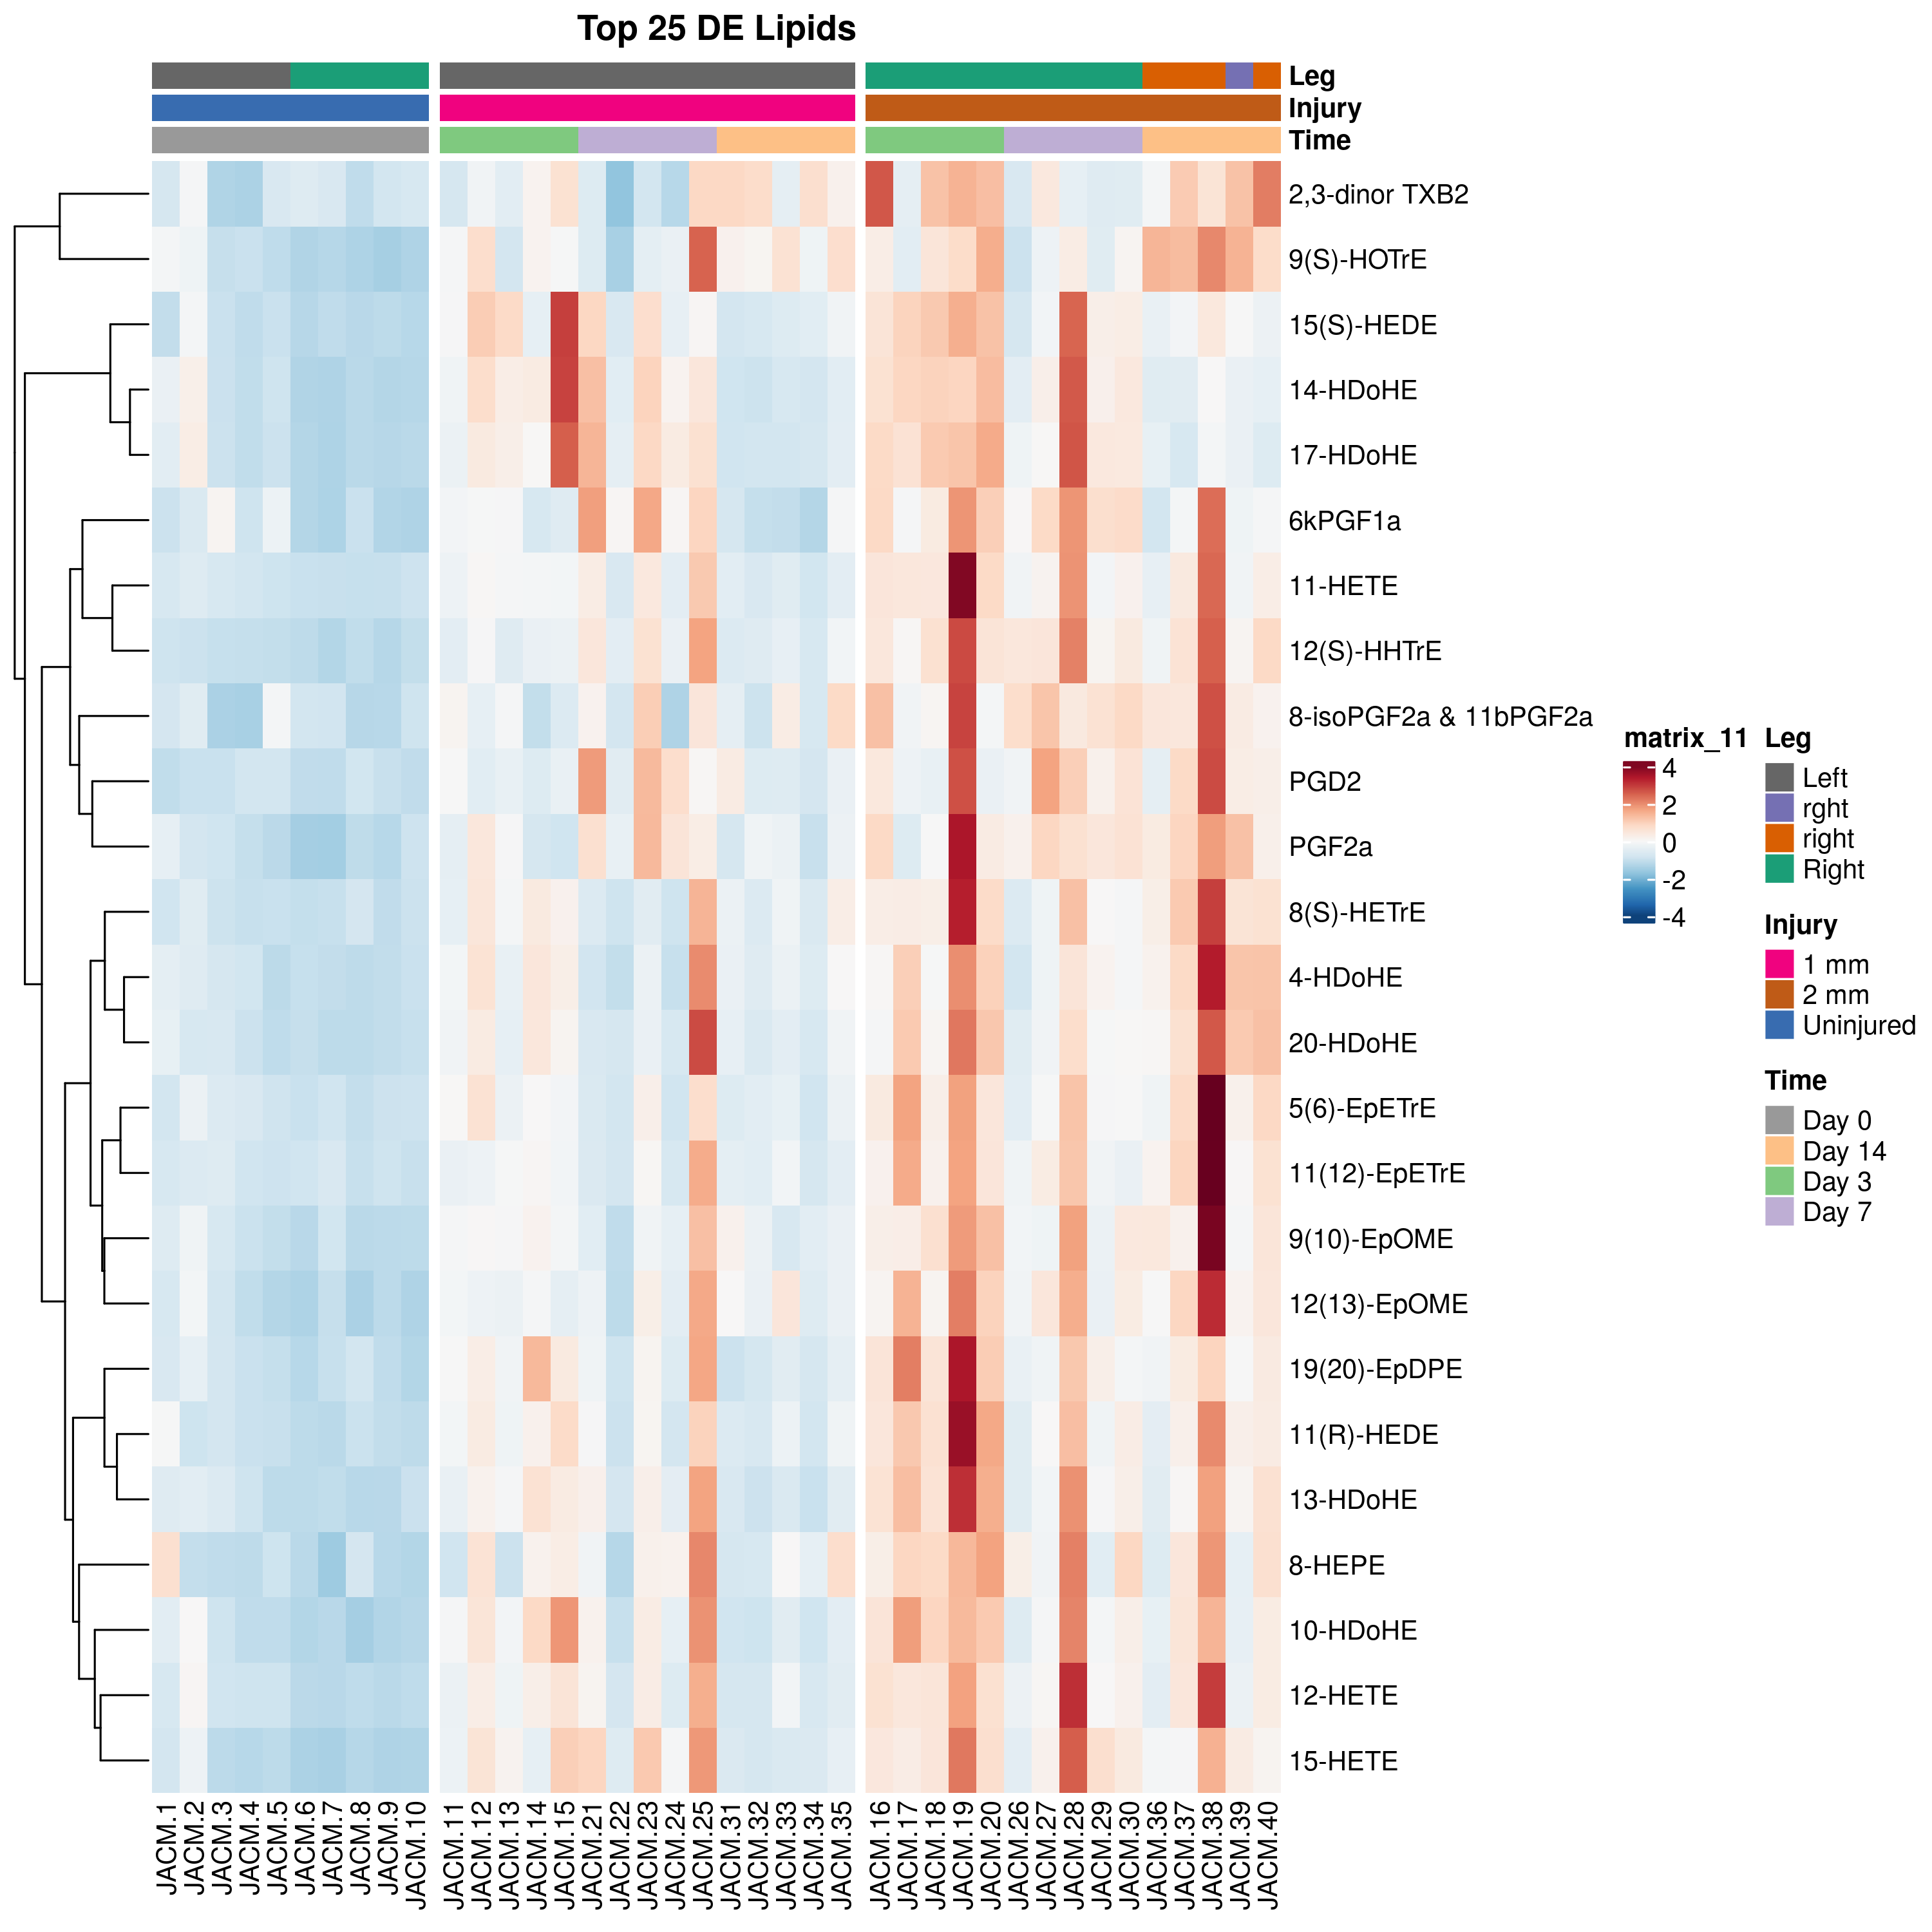 Top 25 DE Lipids
Leg
Injury
Time
2,3-dinor TXB2
9(S)-HOTrE
15(S)-HEDE
14-HDoHE
17-HDoHE
6kPGF1a
11-HETE
12(S)-HHTrE
8-isoPGF2a & 11bPGF2a
PGD2
PGF2a
8(S)-HETrE
4-HDoHE
20-HDoHE
5(6)-EpETrE
11(12)-EpETrE
9(10)-EpOME
12(13)-EpOME
19(20)-EpDPE
11(R)-HEDE
13-HDoHE
8-HEPE
10-HDoHE
12-HETE
15-HETE
JACM.1
JACM.2
JACM.3
JACM.4
JACM.5
JACM.6
JACM.7
JACM.8
JACM.9
JACM.10
JACM.11
JACM.12
JACM.13
JACM.14
JACM.15
JACM.21
JACM.22
JACM.23
JACM.24
JACM.25
JACM.31
JACM.32
JACM.33
JACM.34
JACM.35
JACM.16
JACM.17
JACM.18
JACM.19
JACM.20
JACM.26
JACM.27
JACM.28
JACM.29
JACM.30
JACM.36
JACM.37
JACM.38
JACM.39
JACM.40
matrix_11
4
2
0
-2
-4
Leg
Left
rght
right
Right
Injury
1 mm
2 mm
Uninjured
Time
Day 0
Day 14
Day 3
Day 7